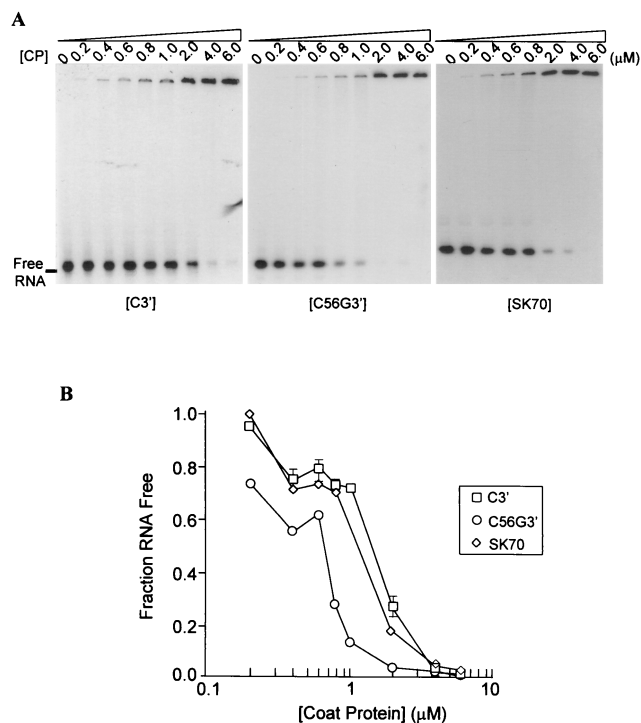 A
[CP] 0 0.2 0.4 0.6 0.8 1.0 2.0 4.0 6.0 0 0.2 0.4 0.6 0.8 1.0 2.0 4.0 6.0 0 0.2 0.4 0.6 0.8 2.0 4.0 6.0 (μM)
Free
RNA
[C3'] [C56G3'] [SK70]
B
Fraction RNA Free
1.0
0.8
0.6
0.4
0.2
0.0
0.1 1 10
[Coat Protein] (μM)
C3'
C56G3'
SK70